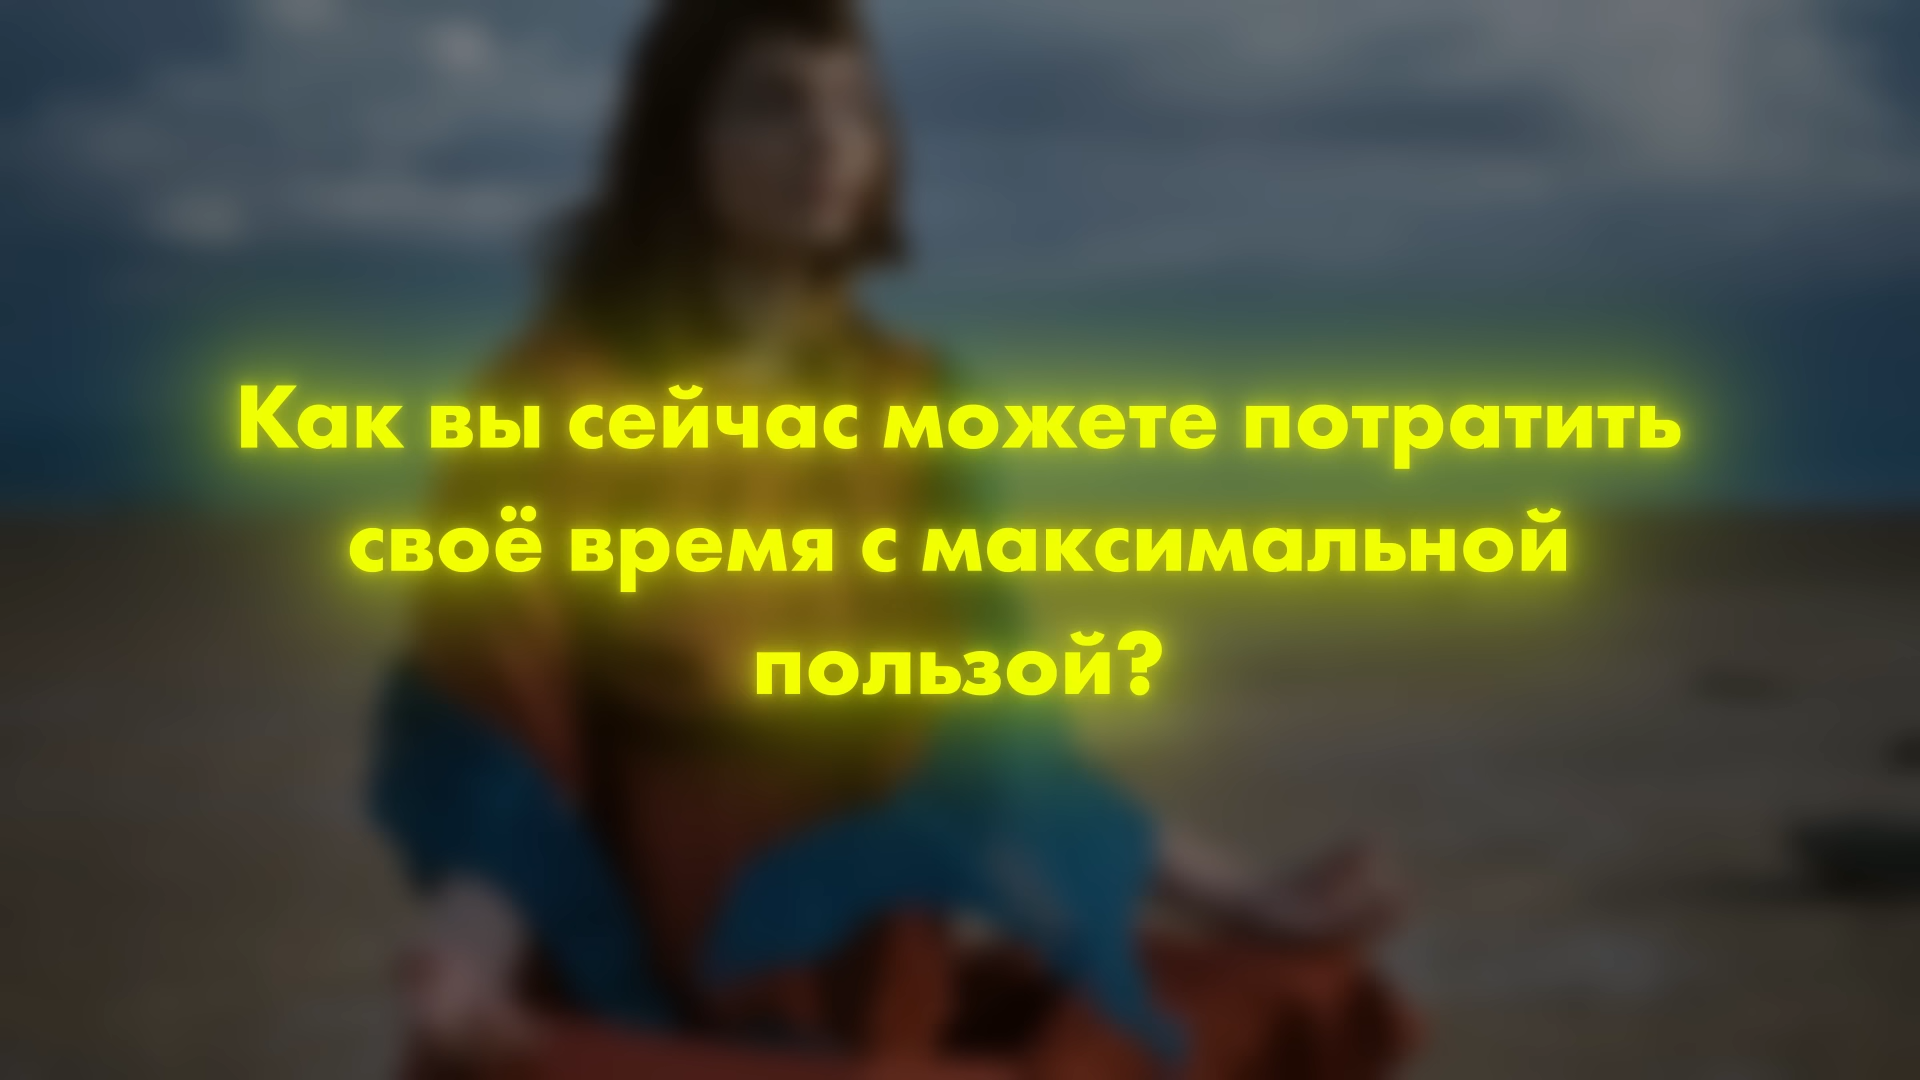 Как вы сейчас можете потратить
своё время с максимальной
пользой?